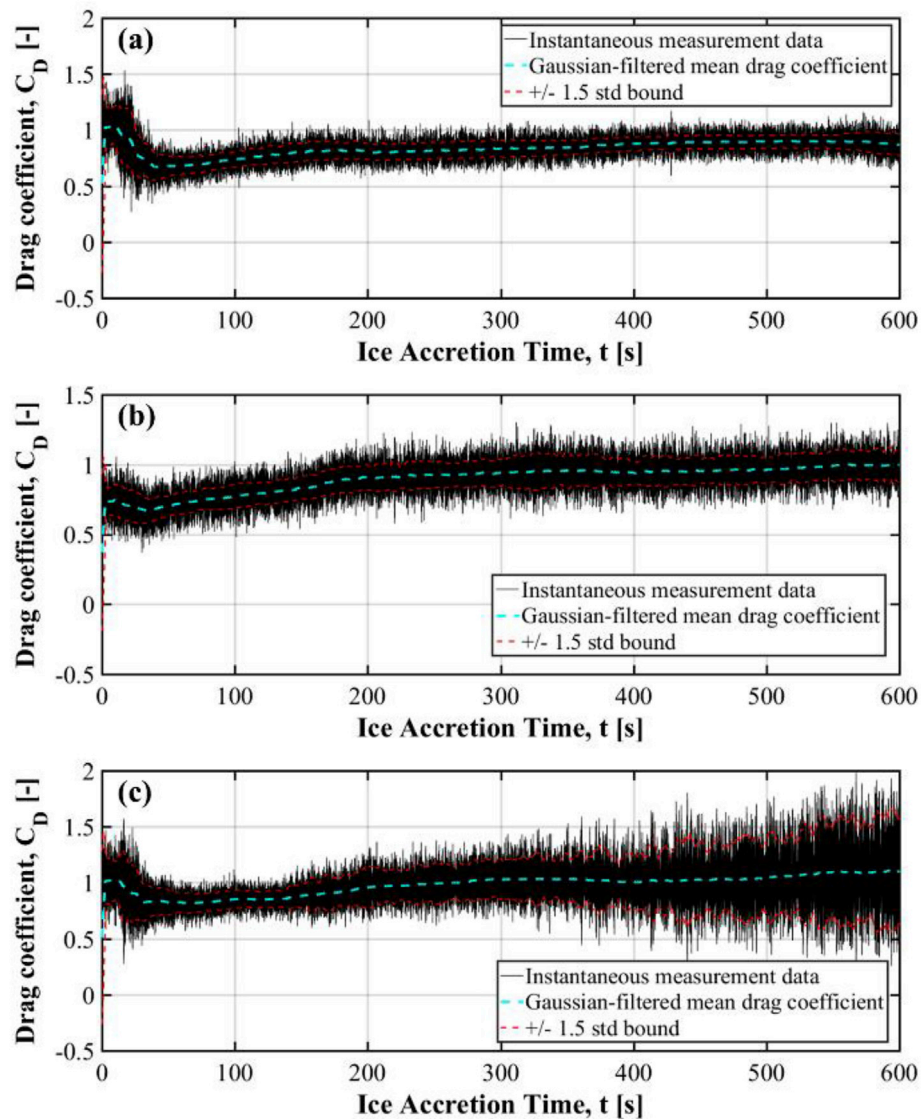 2
(a)
Instantaneous measurement data
Gaussian-filtered mean drag coefficient
+/- 1.5 std bound
Drag coefficient, C_D [-]
1.5
1
0.5
0
-0.5
0 100 200 300 400 500 600
Ice Accretion Time, t [s]
1.5
(b)
Drag coefficient, C_D [-]
1
0.5
0
-0.5
Instantaneous measurement data
Gaussian-filtered mean drag coefficient
+/- 1.5 std bound
0 100 200 300 400 500 600
Ice Accretion Time, t [s]
2
(c)
Drag coefficient, C_D [-]
1.5
1
0.5
0
-0.5
Instantaneous measurement data
Gaussian-filtered mean drag coefficient
+/- 1.5 std bound
0 100 200 300 400 500 600
Ice Accretion Time, t [s]